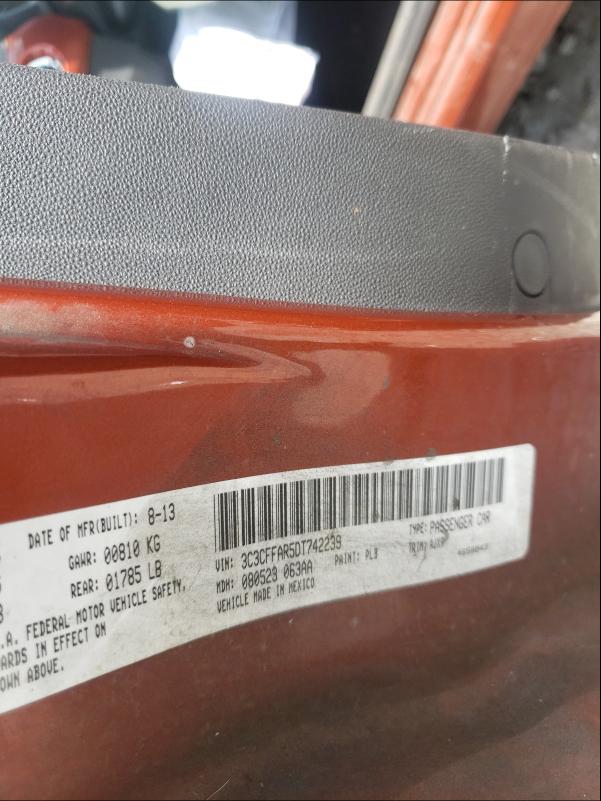 DATE OF MFR(BUILT): 8-13
GAWR: 00810 KG
REAR: 01785 LB
.A. FEDERAL MOTOR VEHICLE SAFETY,
ARDS IN EFFECT ON
OWN ABOVE.
VIN: 3C3CFFAR5DT742239
TYPE: PASSENGER CAR
MDH: 080529 063AA
PAINT: PLB
TRIM:
VEHICLE MADE IN MEXICO